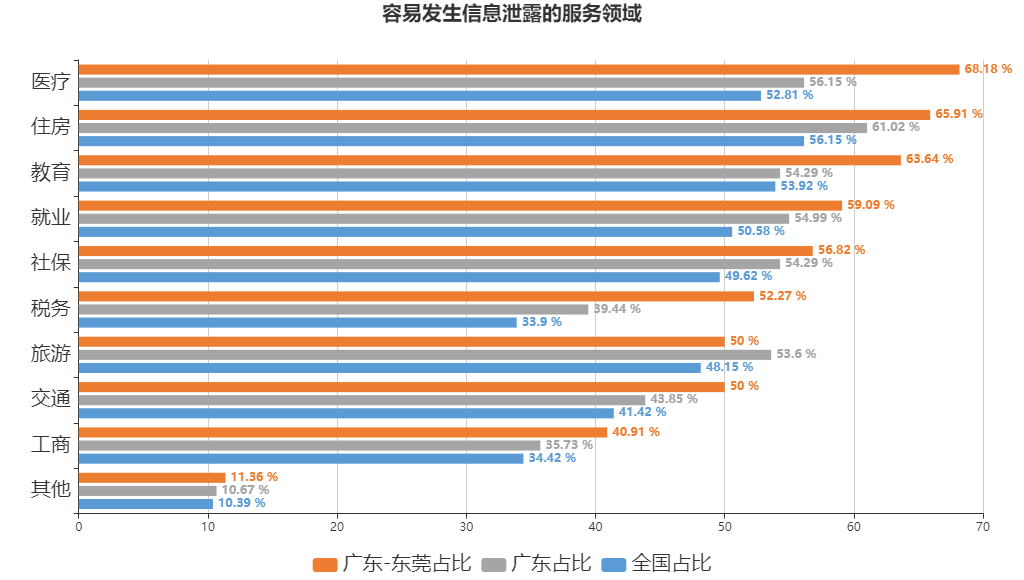 容易发生信息泄露的服务领域
医疗
68.18 %
56.15 %
52.81 %
住房
65.91 %
61.02 %
56.15 %
教育
63.64 %
54.29 %
53.92 %
就业
59.09 %
54.99 %
50.58 %
社保
56.82 %
54.29 %
49.62 %
税务
52.27 %
39.44 %
33.9 %
旅游
50 %
53.6 %
48.15 %
交通
50 %
43.85 %
41.42 %
工商
40.91 %
35.73 %
34.42 %
其他
11.36 %
10.67 %
10.39 %
0 10 20 30 40 50 60 70
广东-东莞占比 广东占比 全国占比